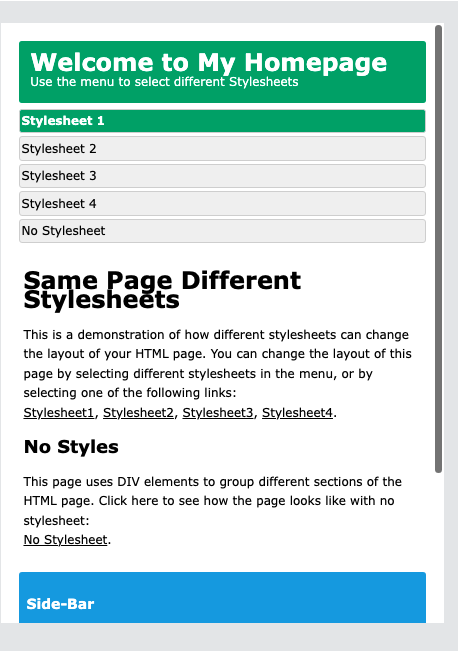 Welcome to My Homepage
Use the menu to select different Stylesheets
Stylesheet 1
Stylesheet 2
Stylesheet 3
Stylesheet 4
No Stylesheet
Same Page Different
Stylesheets
This is a demonstration of how different stylesheets can change
the layout of your HTML page. You can change the layout of this
page by selecting different stylesheets in the menu, or by
selecting one of the following links:
Stylesheet1, Stylesheet2, Stylesheet3, Stylesheet4.
No Styles
This page uses DIV elements to group different sections of the
HTML page. Click here to see how the page looks like with no
stylesheet:
No Stylesheet.
Side-Bar